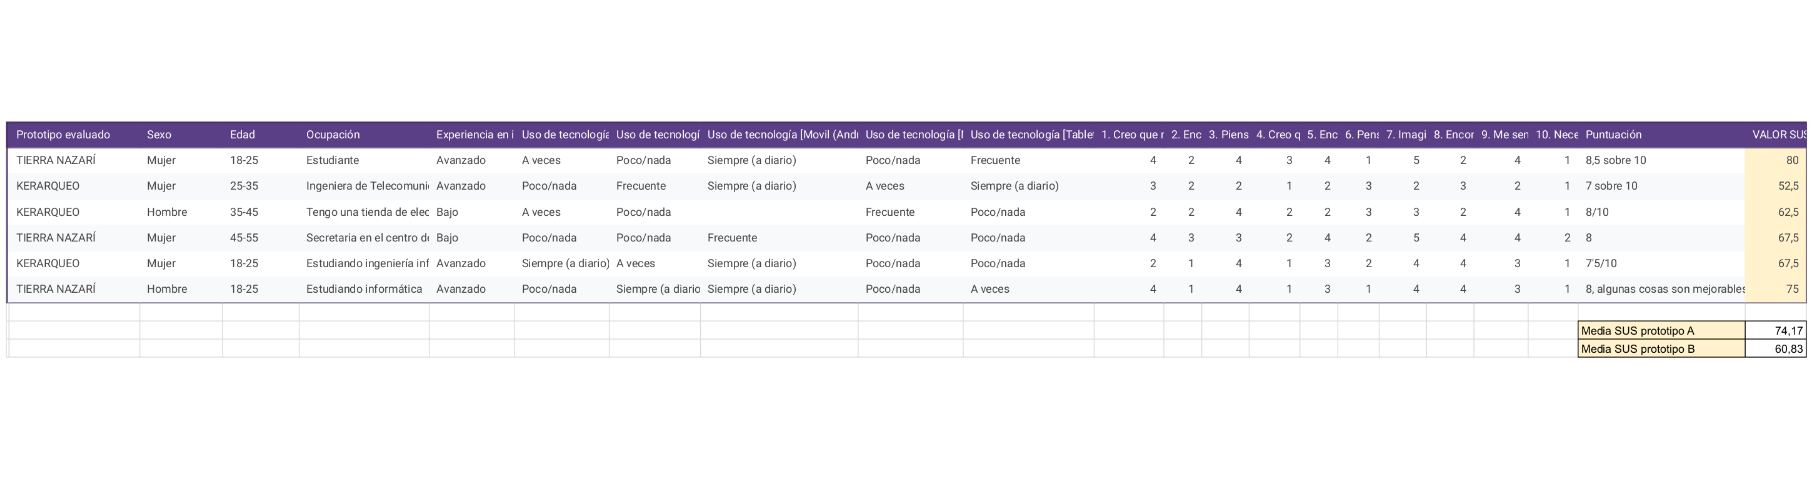 Prototipo evaluado Sexo Edad Ocupación Experiencia en i Uso de tecnología Uso de tecnologí Uso de tecnología [Movil (Andr Uso de tecnología [I Uso de tecnología [Tablet 1. Creo que r 2. Enc 3. Piens 4. Creo q 5. Enc 6. Pens 7. Imagi 8. Encor 9. Me sen 10. Nece Puntuación VALOR SUS
TIERRA NAZARÍ Mujer 18-25 Estudiante Avanzado A veces Poco/nada Siempre (a diario) Poco/nada Frecuente 4 2 4 3 4 1 5 2 4 1 8,5 sobre 10 80
KERARQUEO Mujer 25-35 Ingeniera de Telecomuni Avanzado Poco/nada Frecuente Siempre (a diario) A veces Siempre (a diario) 3 2 2 1 2 3 2 3 2 1 7 sobre 10 52,5
KERARQUEO Hombre 35-45 Tengo una tienda de elec Bajo A veces Poco/nada Frecuente Poco/nada 2 2 4 2 2 3 3 2 4 1 8/10 62,5
TIERRA NAZARÍ Mujer 45-55 Secretaria en el centro de Bajo Poco/nada Poco/nada Frecuente Poco/nada Poco/nada 4 3 3 2 4 2 5 4 4 2 8 67,5
KERARQUEO Mujer 18-25 Estudiando ingeniería inf Avanzado Siempre (a diario) A veces Siempre (a diario) Poco/nada Poco/nada 2 1 4 1 3 2 4 4 3 1 7'5/10 67,5
TIERRA NAZARÍ Hombre 18-25 Estudiando informática Avanzado Poco/nada Siempre (a diario Siempre (a diario) Poco/nada A veces 4 1 4 1 3 1 4 4 3 1 8, algunas cosas son mejorables 75
Media SUS prototipo A 74,17
Media SUS prototipo B 60,83